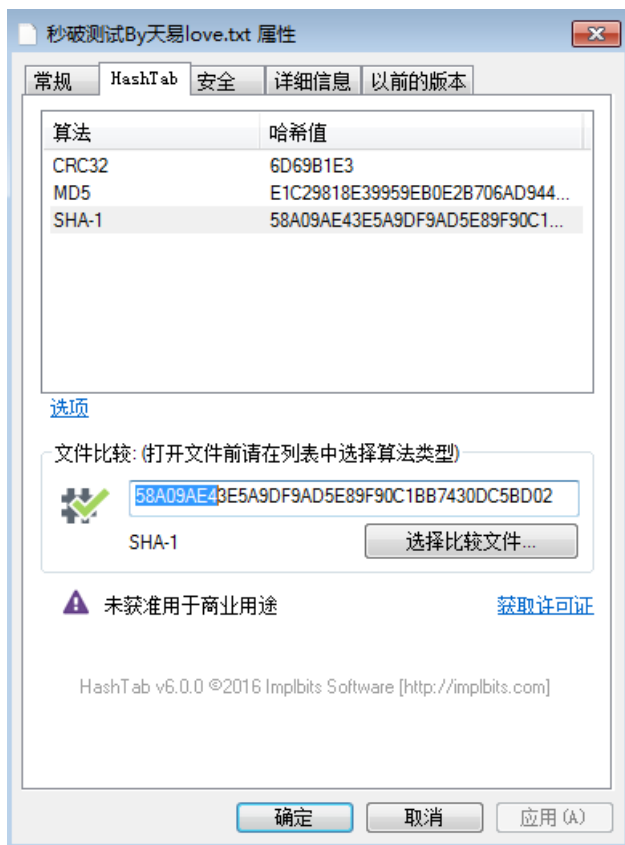 秒破测试By天易love.txt 属性
常规 HashTab 安全 详细信息 以前的版本
算法 哈希值
CRC32 6D69B1E3
MD5 E1C29818E39959EB0E2B706AD944...
SHA-1 58A09AE43E5A9DF9AD5E89F90C1...
选项
文件比较: (打开文件前请在列表中选择算法类型)
58A09AE43E5A9DF9AD5E89F90C1BB7430DC5BD02
SHA-1 选择比较文件...
未获准用于商业用途 获取许可证
HashTab v6.0.0 ©2016 Implbits Software [http://implbits.com]
确定 取消 应用(A)